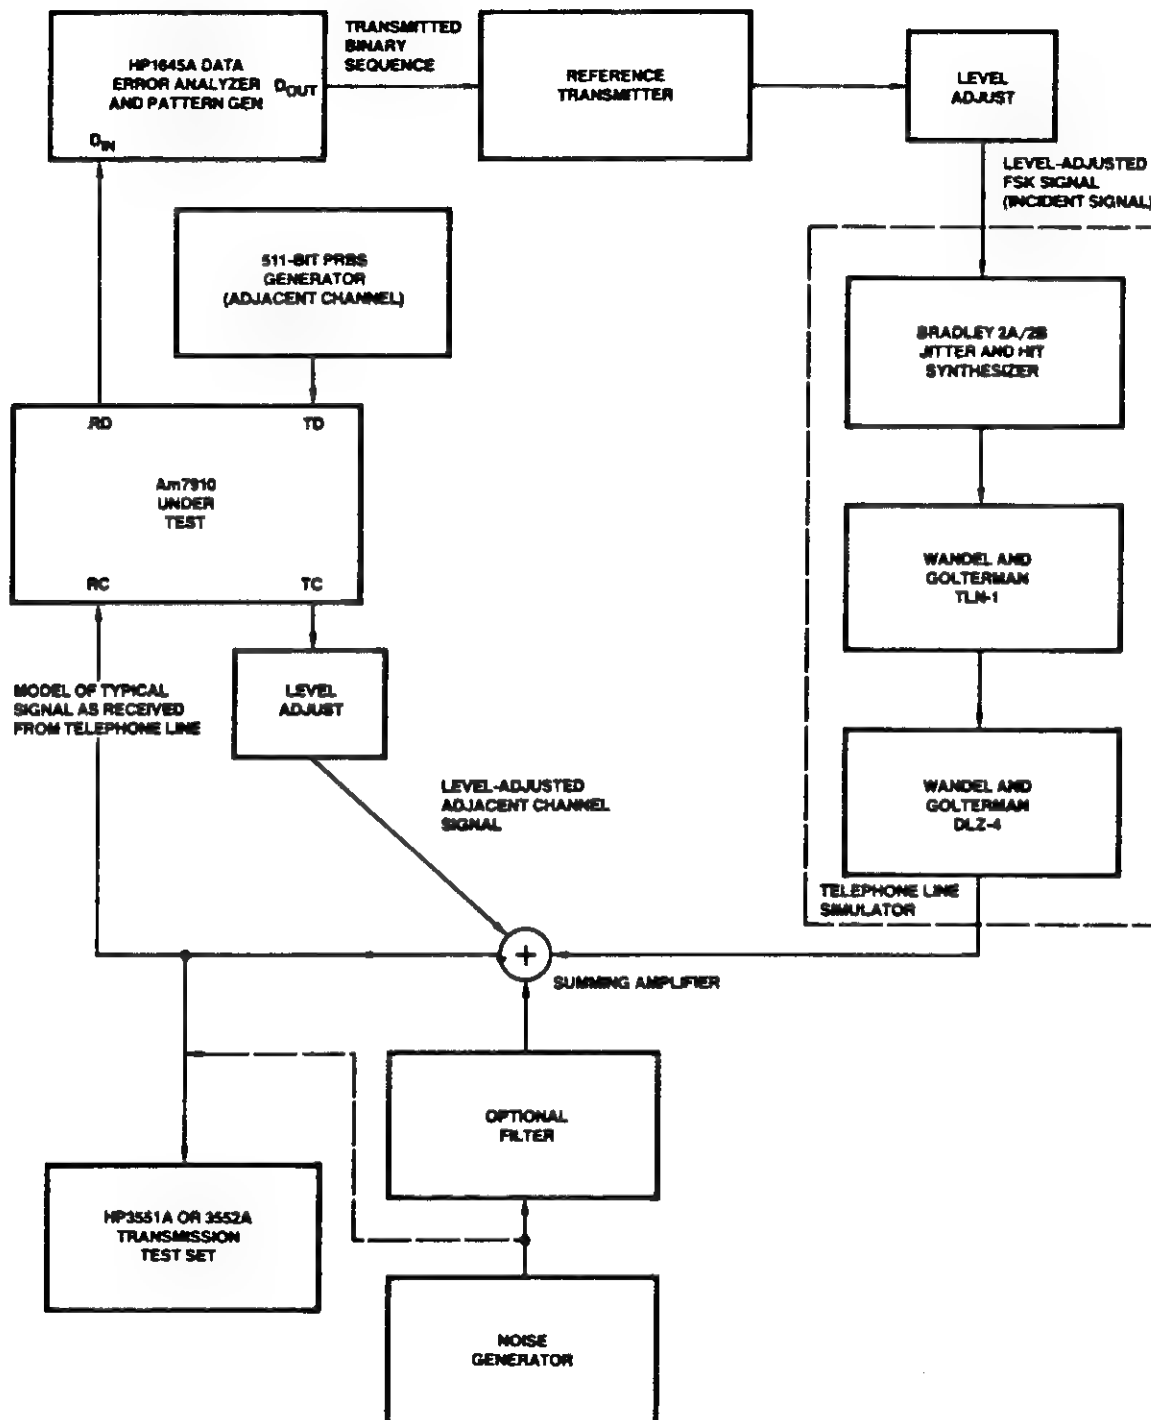 HP1645A DATA
ERROR ANALYZER
AND PATTERN GEN
DOUT
DIN
TRANSMITTED
BINARY
SEQUENCE
REFERENCE
TRANSMITTER
LEVEL
ADJUST
LEVEL-ADJUSTED
FSK SIGNAL
(INCIDENT SIGNAL)
511-BIT PRBS
GENERATOR
(ADJACENT CHANNEL)
BRADLEY 2A/2B
JITTER AND HIT
SYNTHESIZER
RD
TD
Am7910
UNDER
TEST
RC
TC
WANDEL AND
GOLTERMAN
TLN-1
MODEL OF TYPICAL
SIGNAL AS RECEIVED
FROM TELEPHONE LINE
LEVEL
ADJUST
LEVEL-ADJUSTED
ADJACENT CHANNEL
SIGNAL
WANDEL AND
GOLTERMAN
DLZ-4
TELEPHONE LINE
SIMULATOR
+
SUMMING AMPLIFIER
OPTIONAL
FILTER
HP3551A OR 3552A
TRANSMISSION
TEST SET
NOISE
GENERATOR